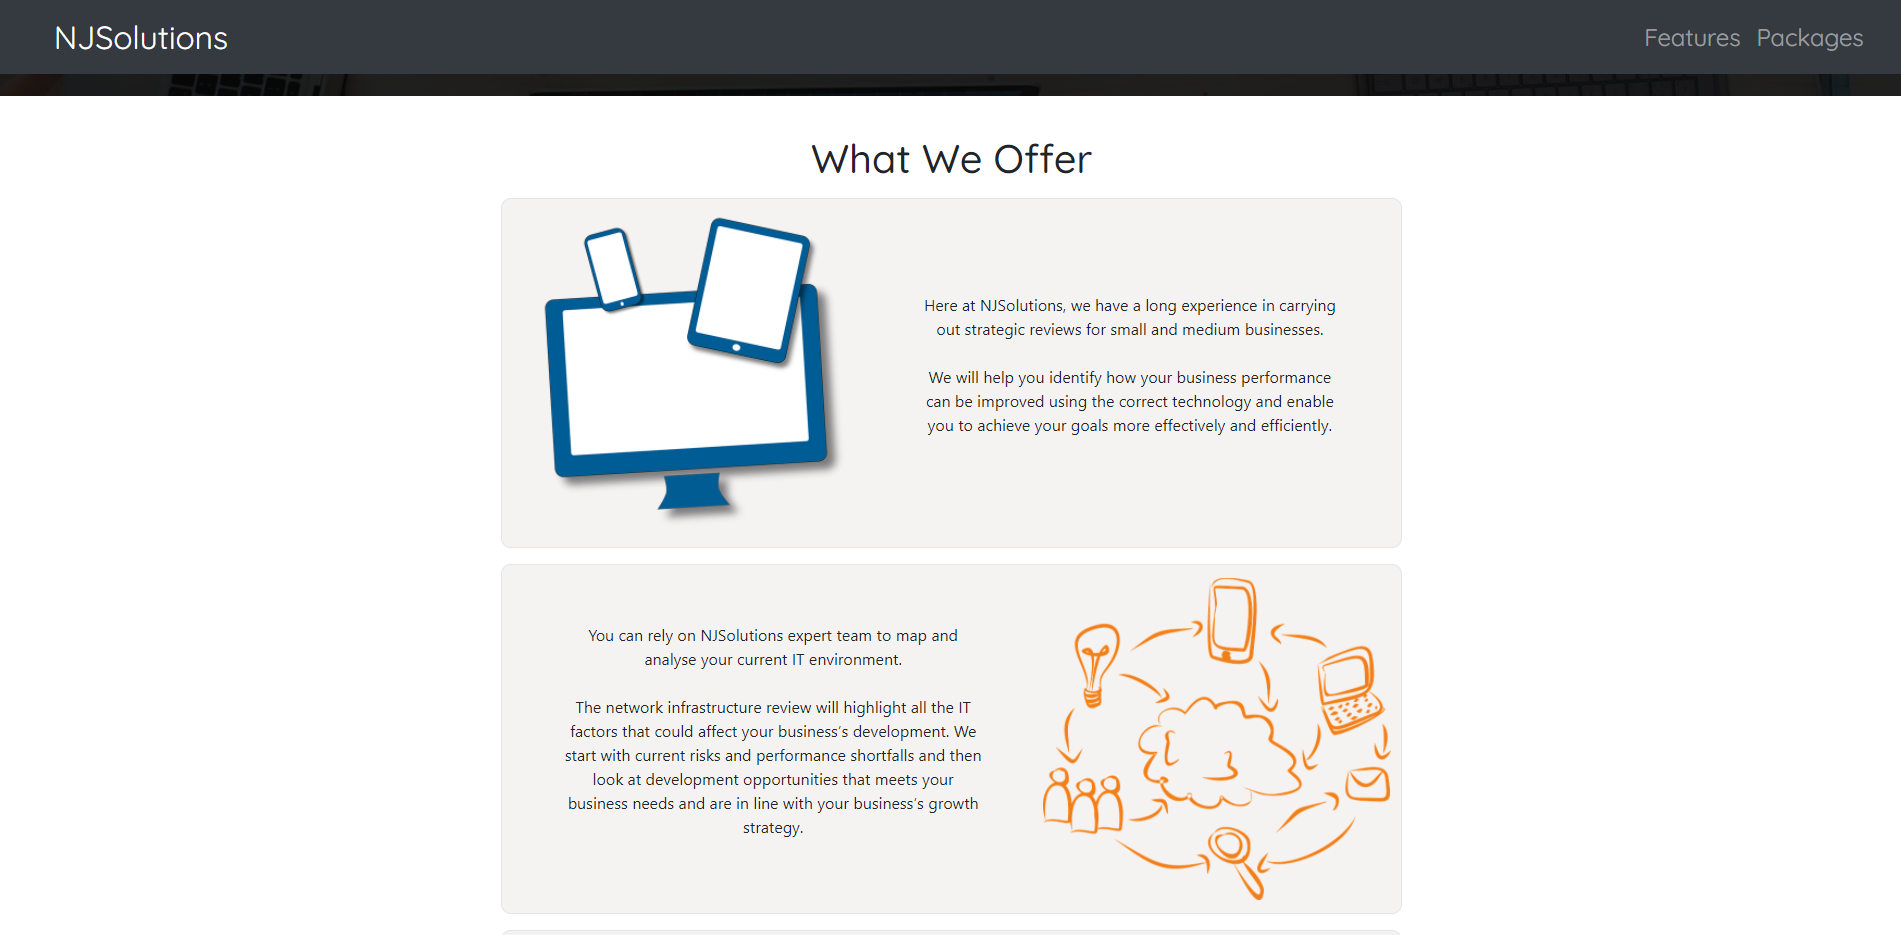 NJSolutions
Features Packages
What We Offer
Here at NJSolutions, we have a long experience in carrying
out strategic reviews for small and medium businesses.
We will help you identify how your business performance
can be improved using the correct technology and enable
you to achieve your goals more effectively and efficiently.
You can rely on NJSolutions expert team to map and
analyse your current IT environment.
The network infrastructure review will highlight all the IT
factors that could affect your business's development. We
start with current risks and performance shortfalls and then
look at development opportunities that meets your
business needs and are in line with your business's growth
strategy.